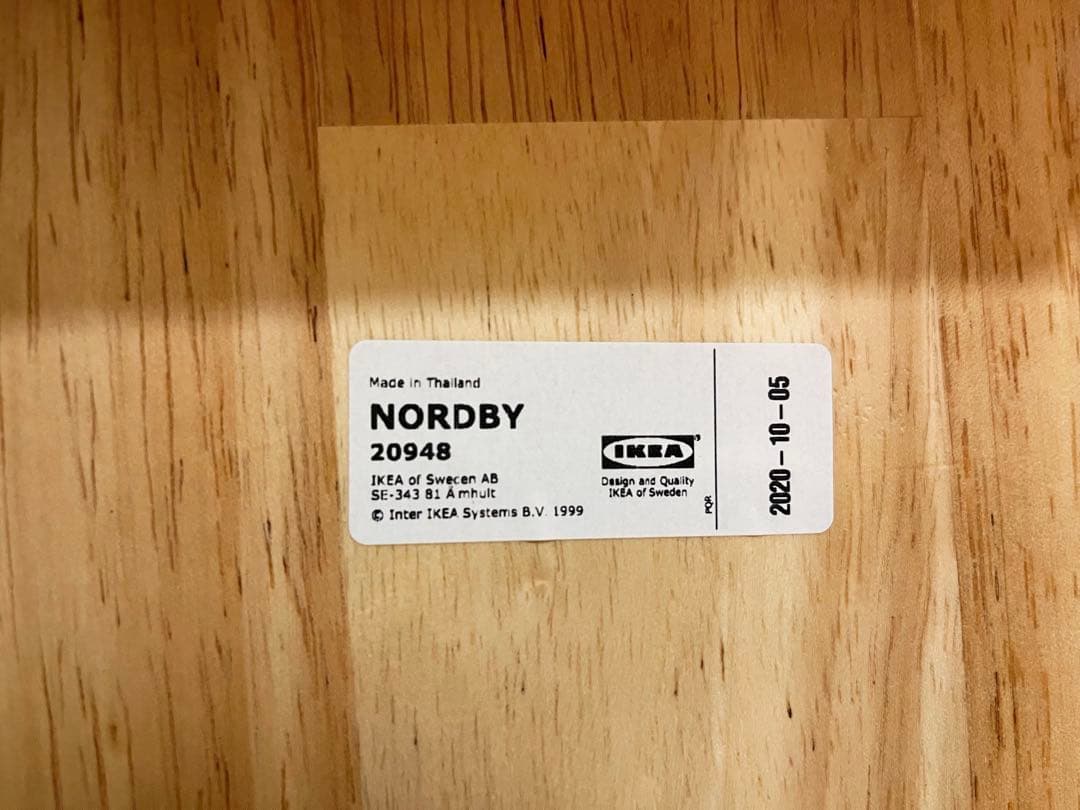 Made in Thailand
NORDBY
20948
IKEA of Swecen AB
SE-343 81 Ämhult
© Inter IKEA Systems B.V. 1999
IKEA
Design and Quality
IKEA of Sweden
PQR
2020-10-05